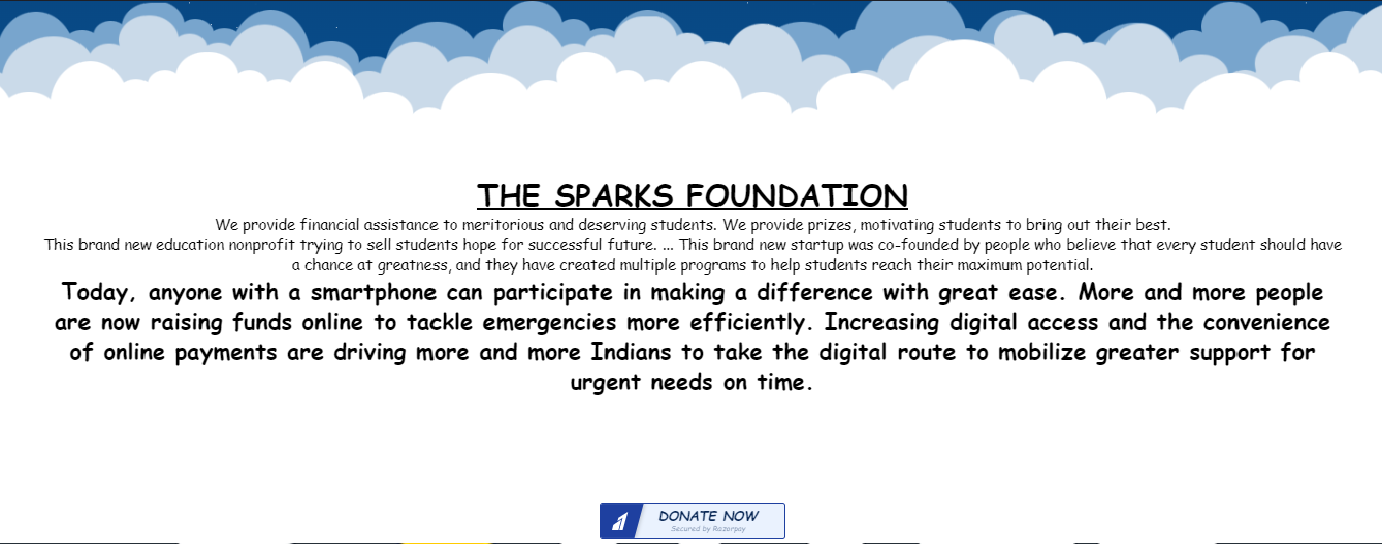 THE SPARKS FOUNDATION
We provide financial assistance to meritorious and deserving students. We provide prizes, motivating students to bring out their best.
This brand new education nonprofit trying to sell students hope for successful future. ... This brand new startup was co-founded by people who believe that every student should have
a chance at greatness, and they have created multiple programs to help students reach their maximum potential.
Today, anyone with a smartphone can participate in making a difference with great ease. More and more people
are now raising funds online to tackle emergencies more efficiently. Increasing digital access and the convenience
of online payments are driving more and more Indians to take the digital route to mobilize greater support for
urgent needs on time.
DONATE NOW
Secured by Razorpay